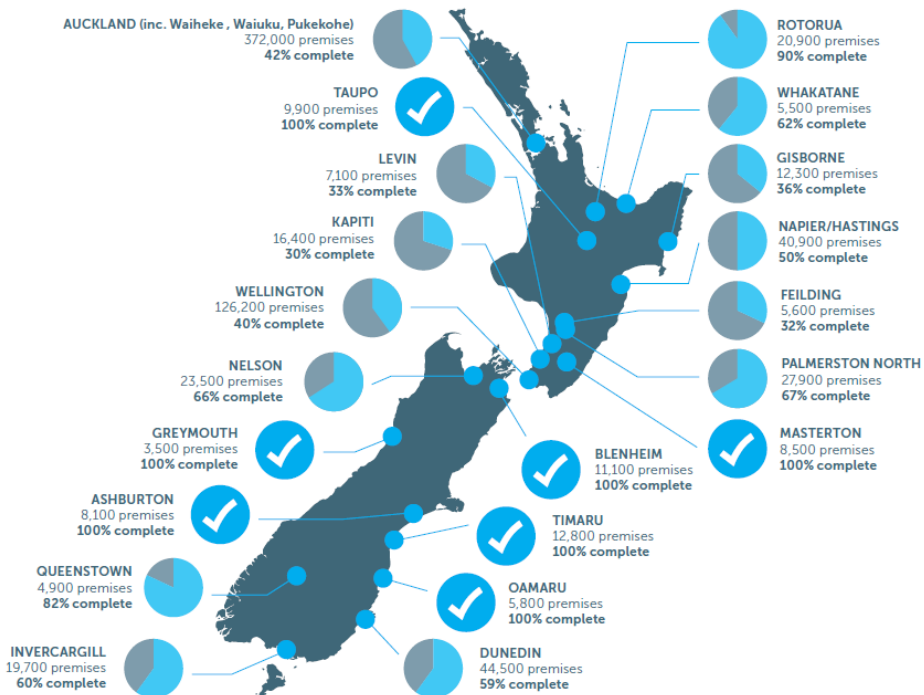 AUCKLAND (inc. Waiheke , Waiuku, Pukekohe)
372,000 premises
42% complete
TAUPO
9,900 premises
100% complete
LEVIN
7,100 premises
33% complete
KAPITI
16,400 premises
30% complete
WELLINGTON
126,200 premises
40% complete
NELSON
23,500 premises
66% complete
GREYMOUTH
3,500 premises
100% complete
ASHBURTON
8,100 premises
100% complete
QUEENSTOWN
4,900 premises
82% complete
INVERCARGILL
19,700 premises
60% complete
ROTORUA
20,900 premises
90% complete
WHAKATANE
5,500 premises
62% complete
GISBORNE
12,300 premises
36% complete
NAPIER/HASTINGS
40,900 premises
50% complete
FEILDING
5,600 premises
32% complete
PALMERSTON NORTH
27,900 premises
67% complete
MASTERTON
8,500 premises
100% complete
BLENHEIM
11,100 premises
100% complete
TIMARU
12,800 premises
100% complete
OAMARU
5,800 premises
100% complete
DUNEDIN
44,500 premises
59% complete